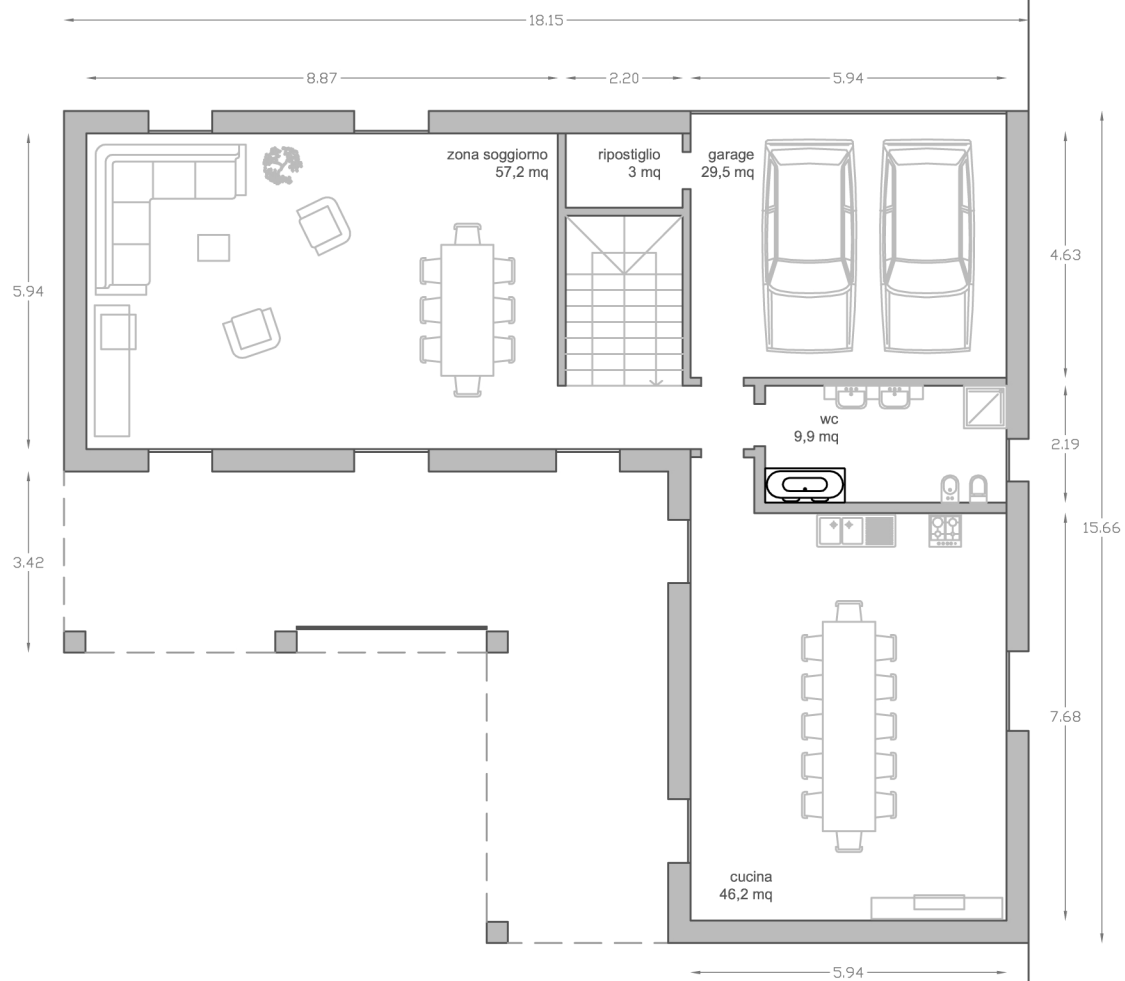 18.15
8.87
2.20
5.94
zona soggiorno
57,2 mq
ripostiglio
3 mq
garage
29,5 mq
4.63
5.94
wc
9,9 mq
2.19
15.66
3.42
7.68
cucina
46,2 mq
5.94